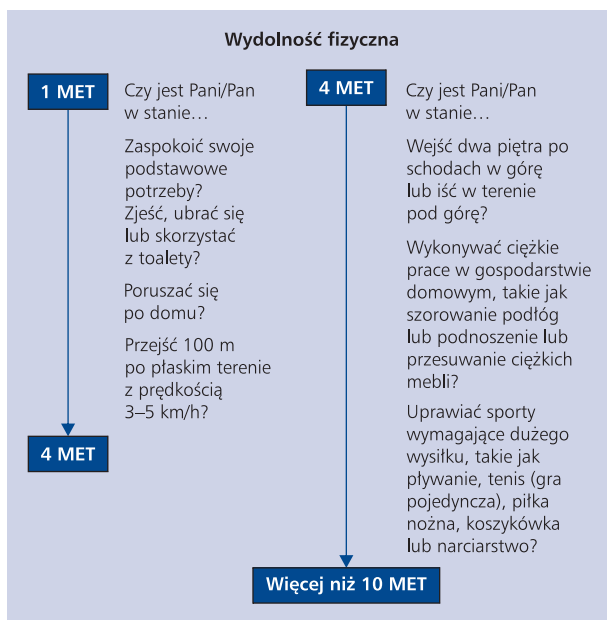 Wydolność fizyczna
1 MET
Czy jest Pani/Pan
w stanie…
Zaspokoić swoje
podstawowe
potrzeby?
Zjeść, ubrać się
lub skorzystać
z toalety?
Poruszać się
po domu?
Przejść 100 m
po płaskim terenie
z prędkością
3–5 km/h?
4 MET
4 MET
Czy jest Pani/Pan
w stanie…
Wejść dwa piętra po
schodach w górę
lub iść w terenie
pod górę?
Wykonywać ciężkie
prace w gospodarstwie
domowym, takie jak
szorowanie podłóg
lub podnoszenie lub
przesuwanie ciężkich
mebli?
Uprawiać sporty
wymagające dużego
wysiłku, takie jak
pływanie, tenis (gra
pojedyncza), piłka
nożna, koszykówka
lub narciarstwo?
Więcej niż 10 MET